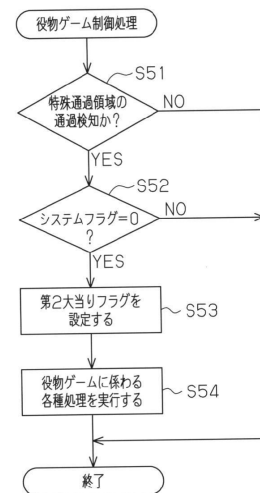 役物ゲーム制御処理
S51
特殊通過領域の
通過検知か?
NO
YES
S52
システムフラグ=0
?
NO
YES
第2大当りフラグを
設定する
S53
役物ゲームに係わる
各種処理を実行する
S54
終了